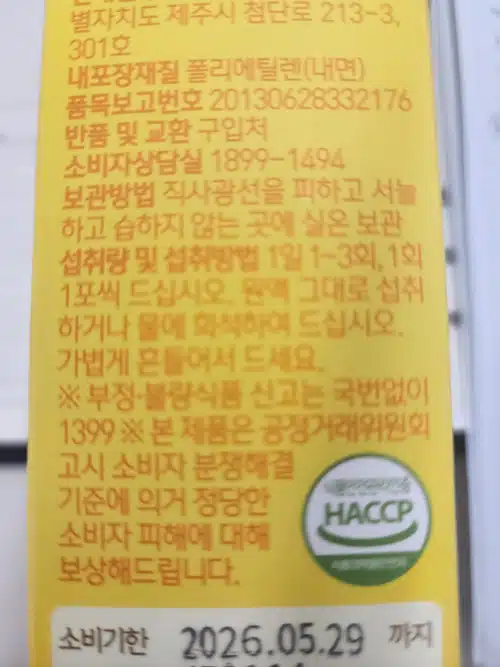 별자치도 제주시 첨단로 213-3,
301호
내포장재질 폴리에틸렌(내면)
품목보고번호 20130628332176
반품 및 교환 구입처
소비자상담실 1899-1494
보관방법 직사광선을 피하고 서늘
하고 습하지 않는 곳에 실온 보관
섭취량 및 섭취방법 1일 1~3회, 1회
1포씩 드십시오. 원액 그대로 섭취
하거나 물에 희석하여 드십시오.
가볍게 흔들어서 드세요.
※ 부정·불량식품 신고는 국번없이
1399 ※ 본 제품은 공정거래위원회
고시 소비자 분쟁해결
기준에 의거 정당한
소비자 피해에 대해
보상해드립니다.
HACCP
소비기한 2026.05.29 까지